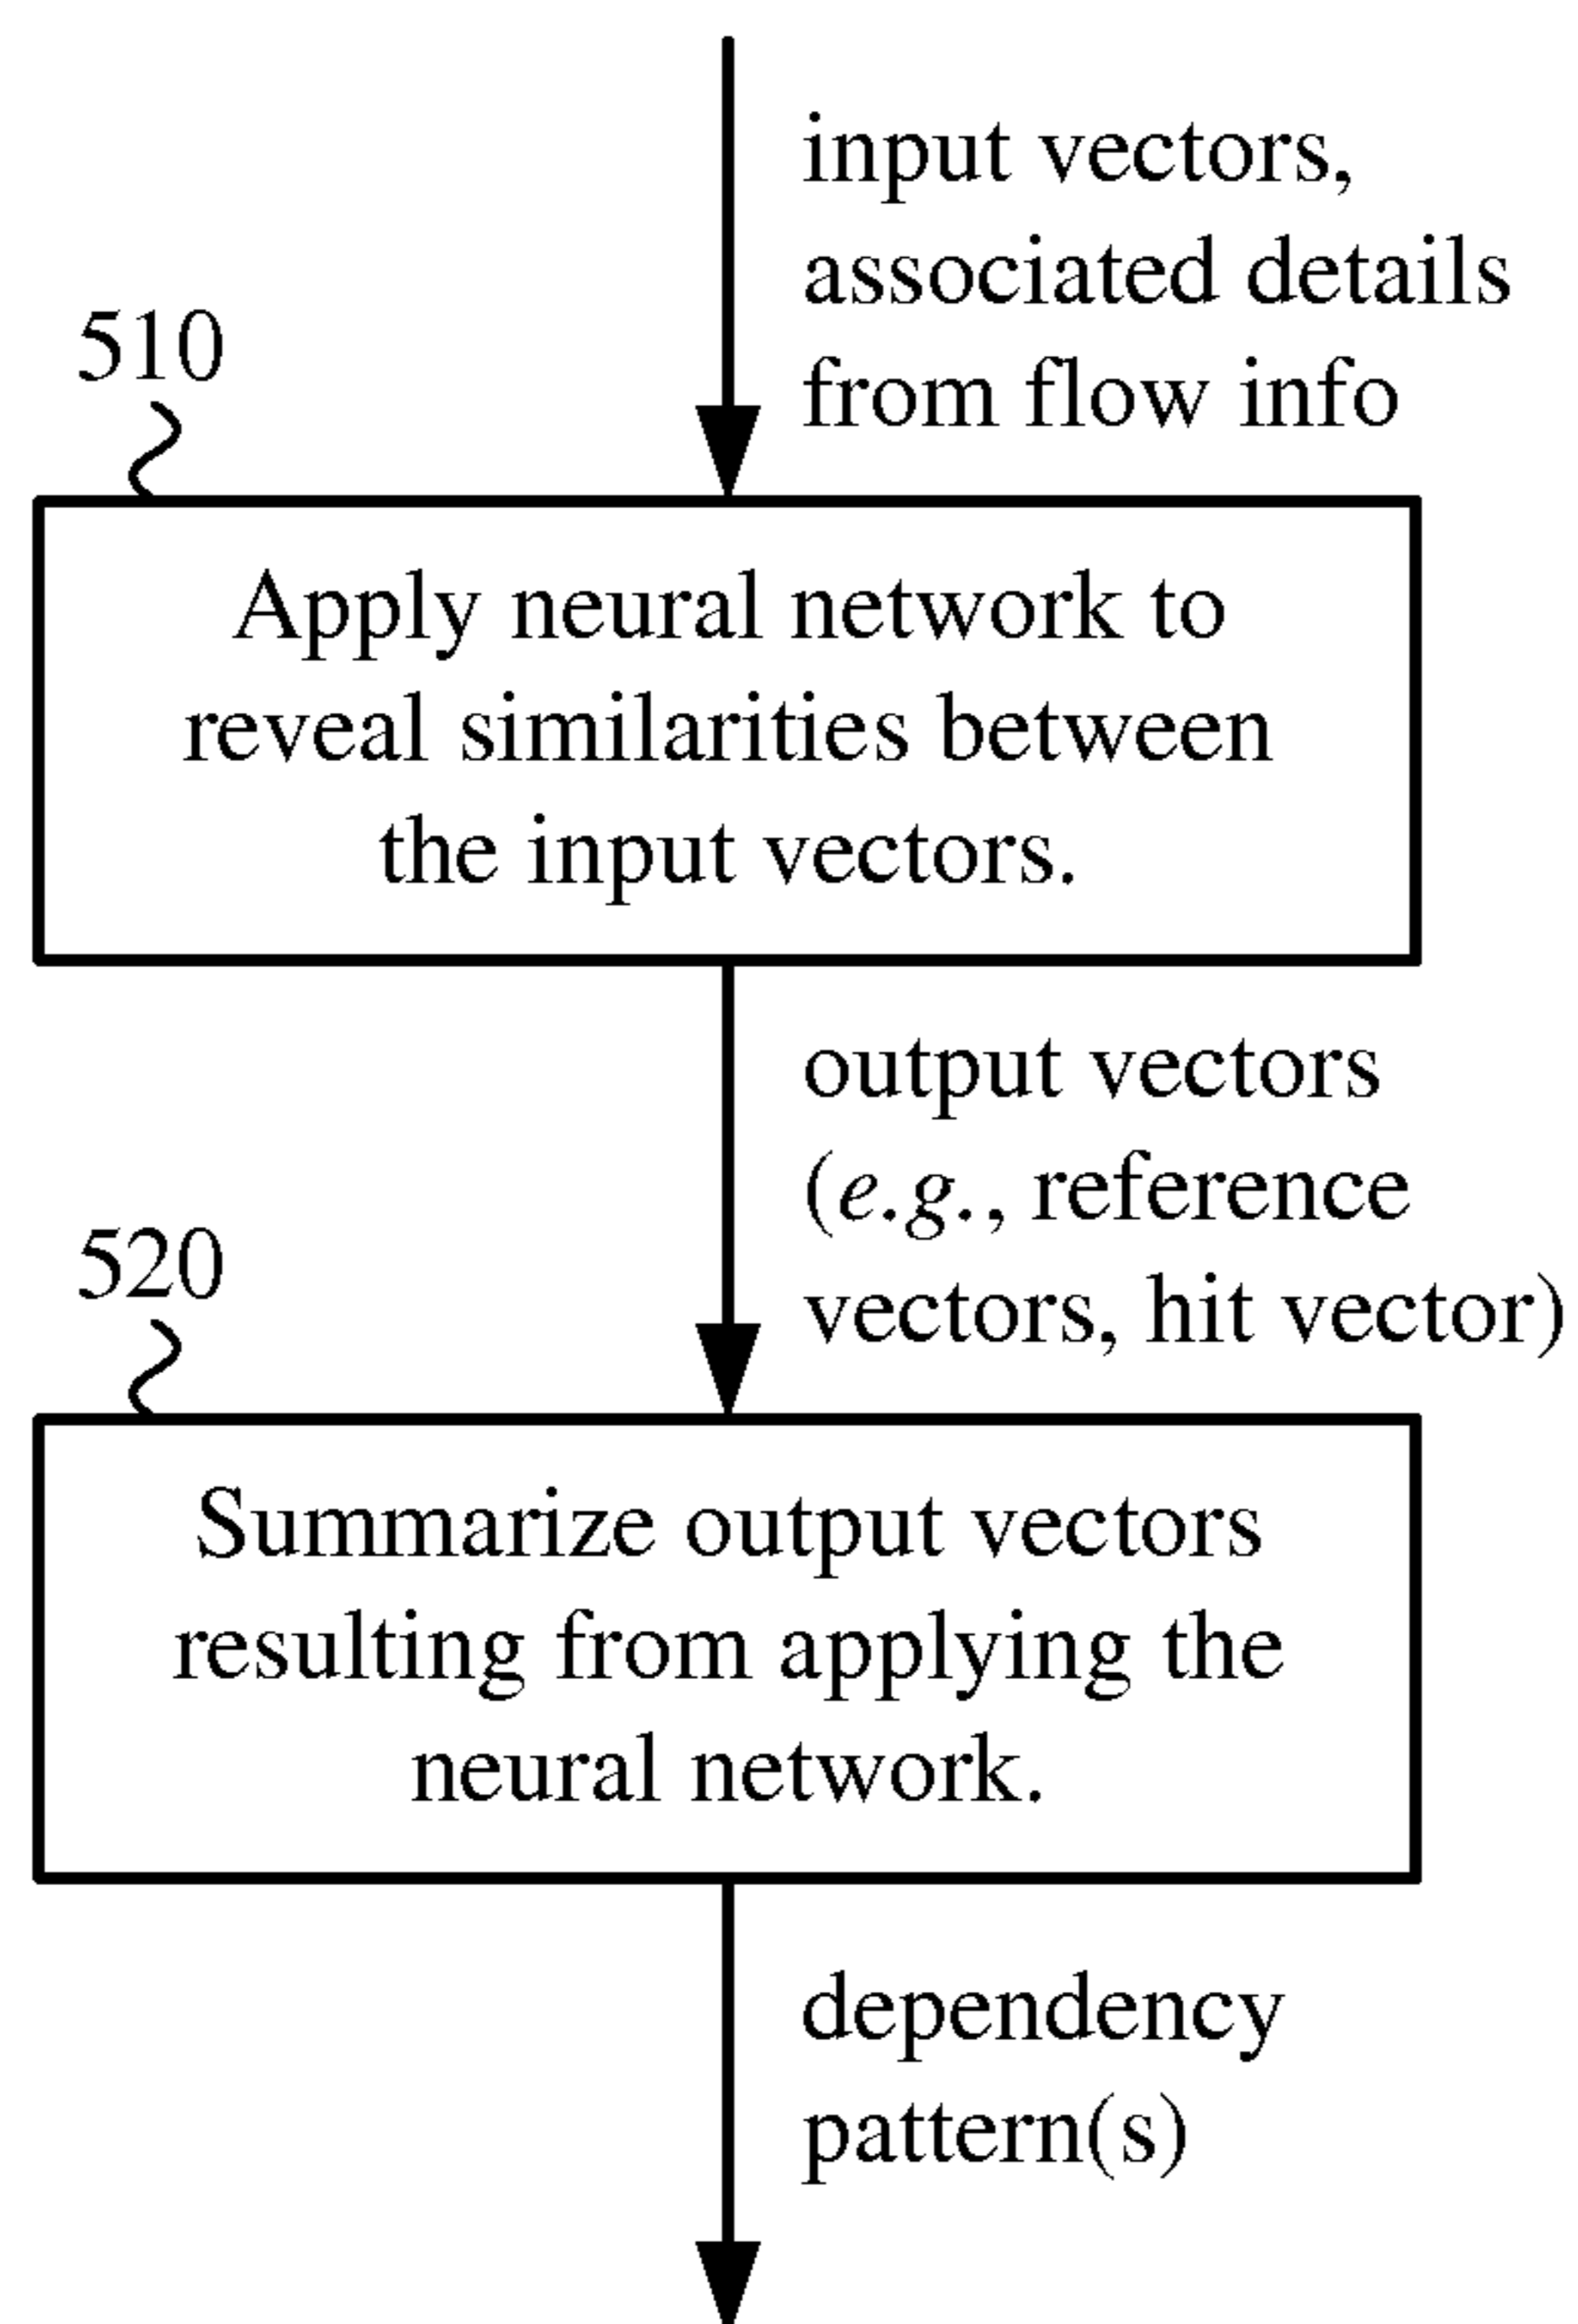 input vectors,
associated details
from flow info
510
Apply neural network to
reveal similarities between
the input vectors.
output vectors
(e.g., reference
vectors, hit vector)
520
Summarize output vectors
resulting from applying the
neural network.
dependency
pattern(s)